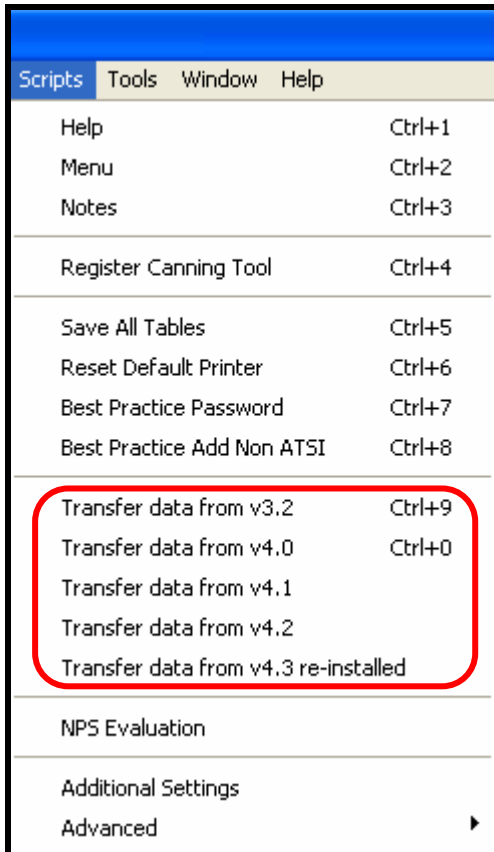 Scripts Tools Window Help
Help Ctrl+1
Menu Ctrl+2
Notes Ctrl+3
Register Canning Tool Ctrl+4
Save All Tables Ctrl+5
Reset Default Printer Ctrl+6
Best Practice Password Ctrl+7
Best Practice Add Non ATSI Ctrl+8
Transfer data from v3.2 Ctrl+9
Transfer data from v4.0 Ctrl+0
Transfer data from v4.1
Transfer data from v4.2
Transfer data from v4.3 re-installed
NPS Evaluation
Additional Settings
Advanced